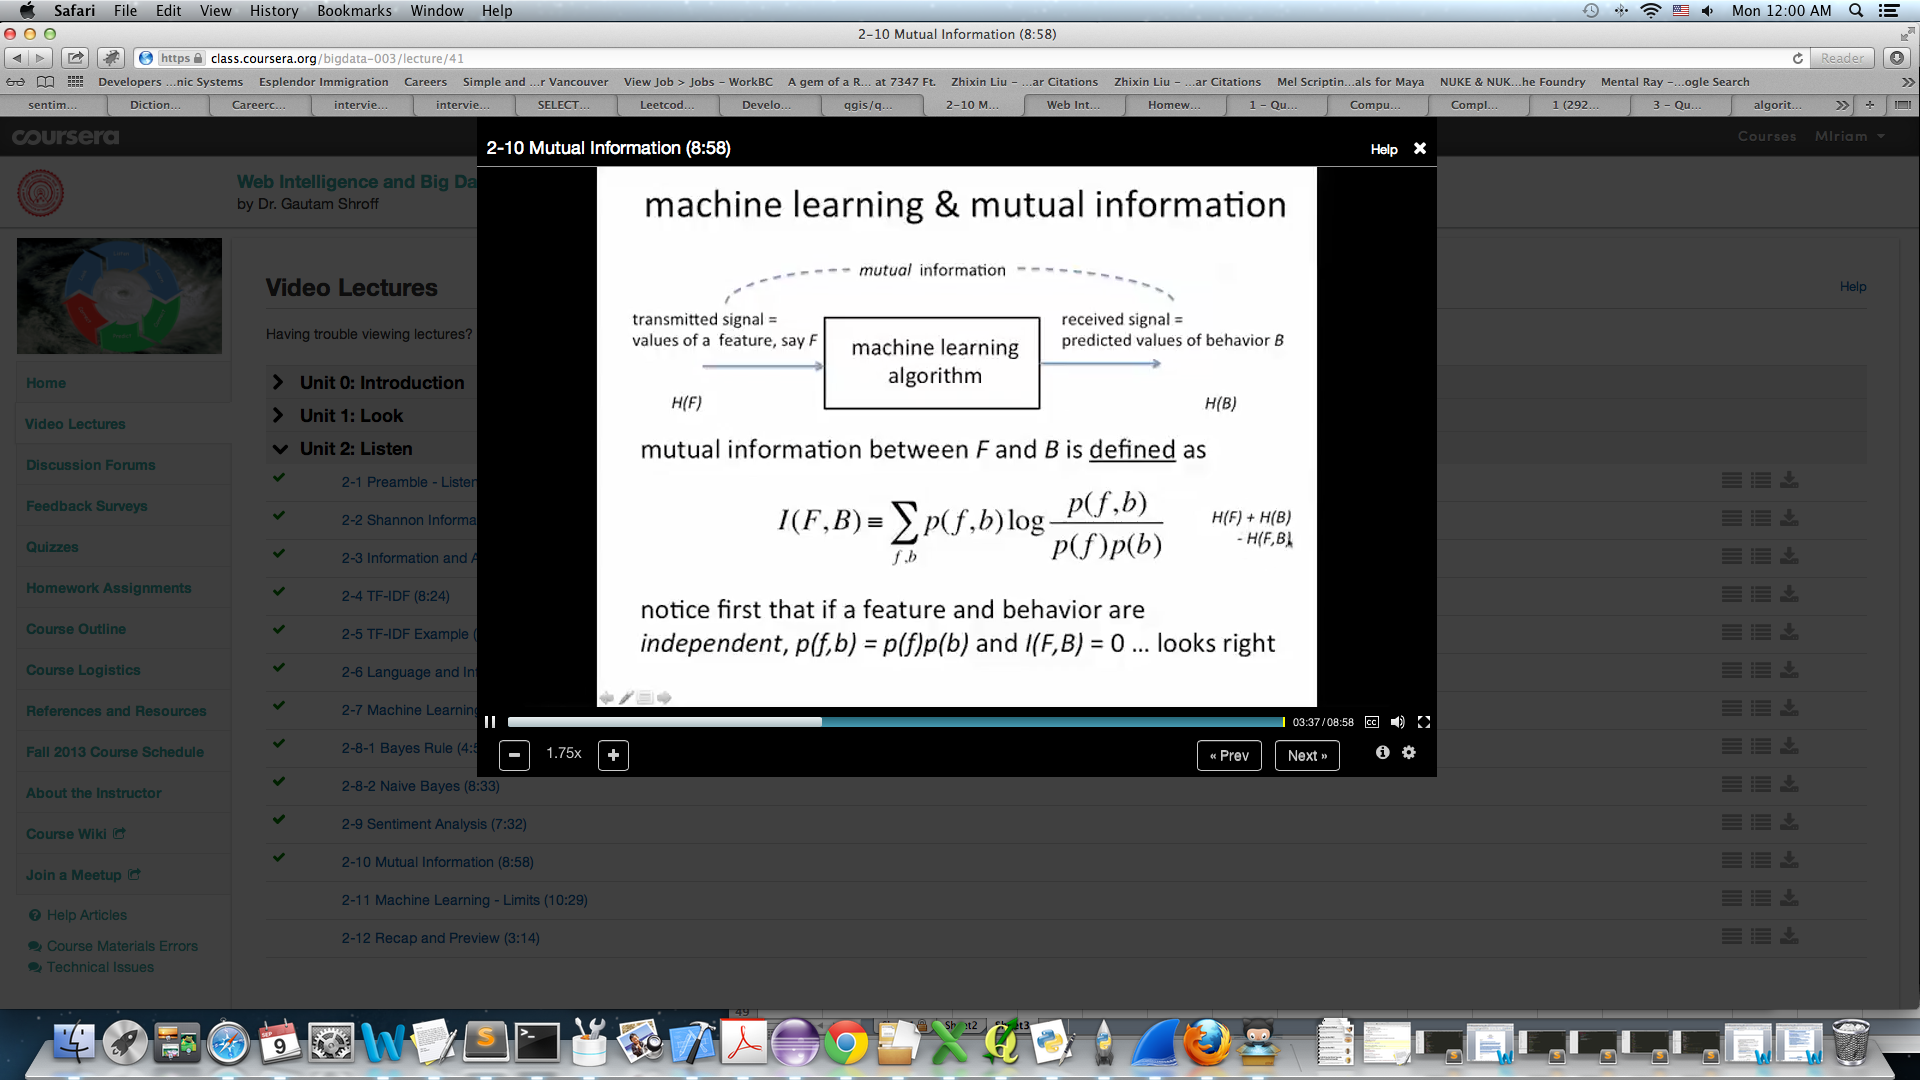 Safari File Edit View History Bookmarks Window Help Mon 12:00 AM
2-10 Mutual Information (8:58)
https class.coursera.org/bigdata-003/lecture/41 Reader
Developers ...nic Systems Esplendor Immigration Careers Simple and ...r Vancouver View Job > Jobs - WorkBC A gem of a R... at 7347 Ft. Zhixin Liu - ...ar Citations Zhixin Liu - ...ar Citations Mel Scriptin...als for Maya NUKE & NUK...he Foundry Mental Ray -...ogle Search
sentim... Diction... Careerc... intervie... intervie... SELECT... Leetcod... Develo... qgis/q... 2-10 M... Web Int... Homew... 1 - Qu... Compu... Compl... 1 (292... 3 - Qu... algorit...
coursera Courses MIriam
2-10 Mutual Information (8:58) Help
Web Intelligence and Big Da
by Dr. Gautam Shroff
Video Lectures Help
Having trouble viewing lectures?
Home
Video Lectures
Discussion Forums
Feedback Surveys
Quizzes
Homework Assignments
Course Outline
Course Logistics
References and Resources
Fall 2013 Course Schedule
About the Instructor
Course Wiki
Join a Meetup
Help Articles
Course Materials Errors
Technical Issues
Unit 0: Introduction
Unit 1: Look
Unit 2: Listen
2-1 Preamble - Listen
2-2 Shannon Informa
2-3 Information and A
2-4 TF-IDF (8:24)
2-5 TF-IDF Example (
2-6 Language and Inf
2-7 Machine Learning
2-8-1 Bayes Rule (4:5
2-8-2 Naive Bayes (8:33)
2-9 Sentiment Analysis (7:32)
2-10 Mutual Information (8:58)
2-11 Machine Learning - Limits (10:29)
2-12 Recap and Preview (3:14)
machine learning & mutual information
mutual information
transmitted signal =
values of a feature, say F
machine learning
algorithm
received signal =
predicted values of behavior B
H(F) H(B)
mutual information between F and B is defined as
I(F,B) ≡ ∑ f,b p(f,b) log p(f,b) / p(f)p(b)
H(F) + H(B)
- H(F,B)
notice first that if a feature and behavior are
independent, p(f,b) = p(f)p(b) and I(F,B) = 0 ... looks right
03:37/08:58 CC
1.75x « Prev Next »
49
Sheet2
SEP
9